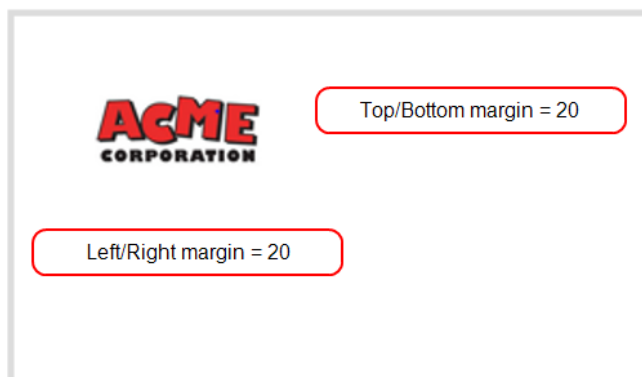 ACME
CORPORATION
Top/Bottom margin = 20
Left/Right margin = 20